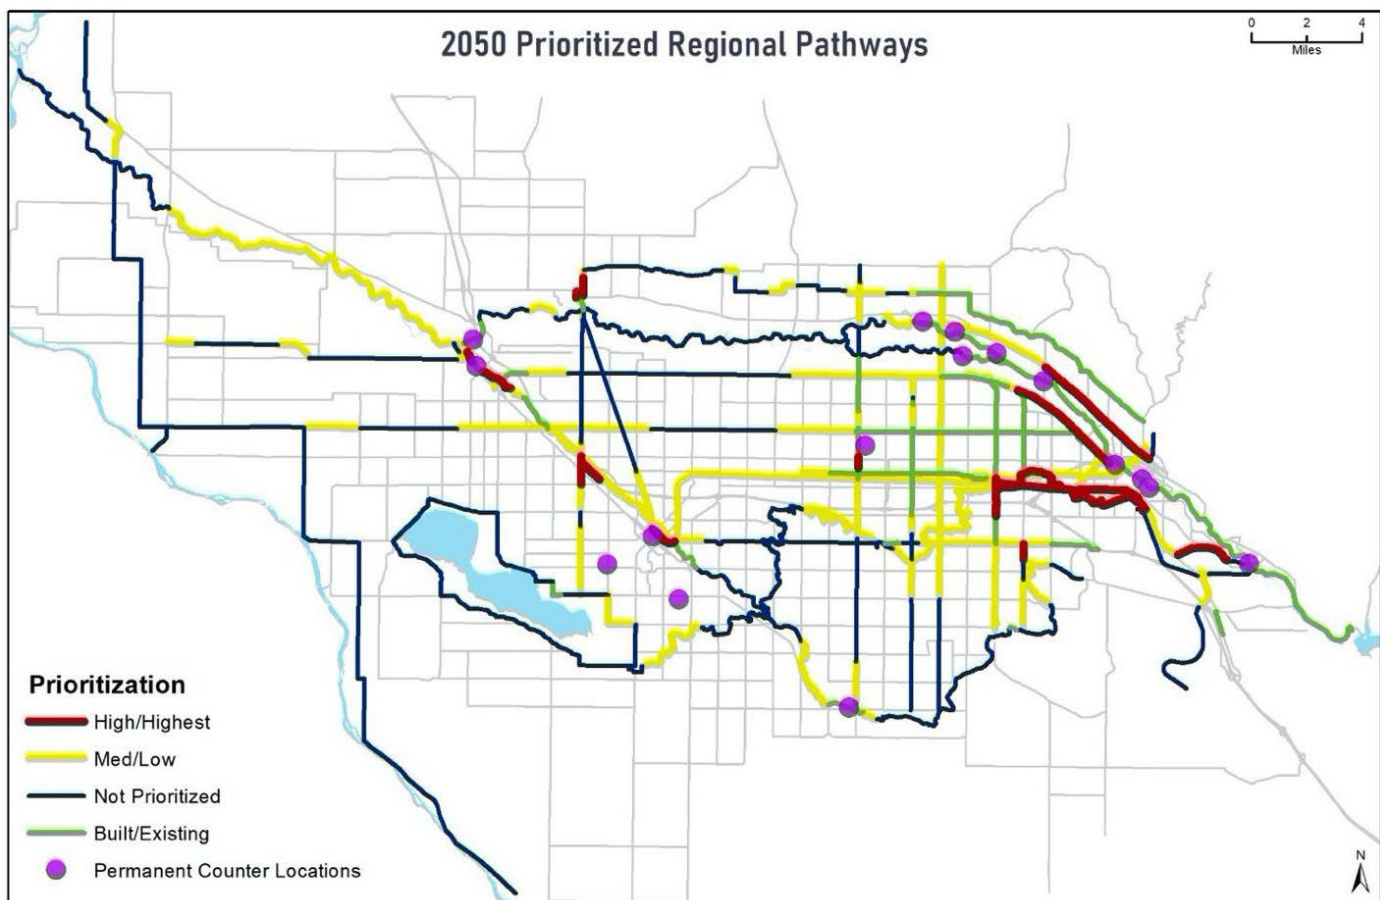 2050 Prioritized Regional Pathways
0 2 4
Miles
Prioritization
High/Highest
Med/Low
Not Prioritized
Built/Existing
Permanent Counter Locations
N